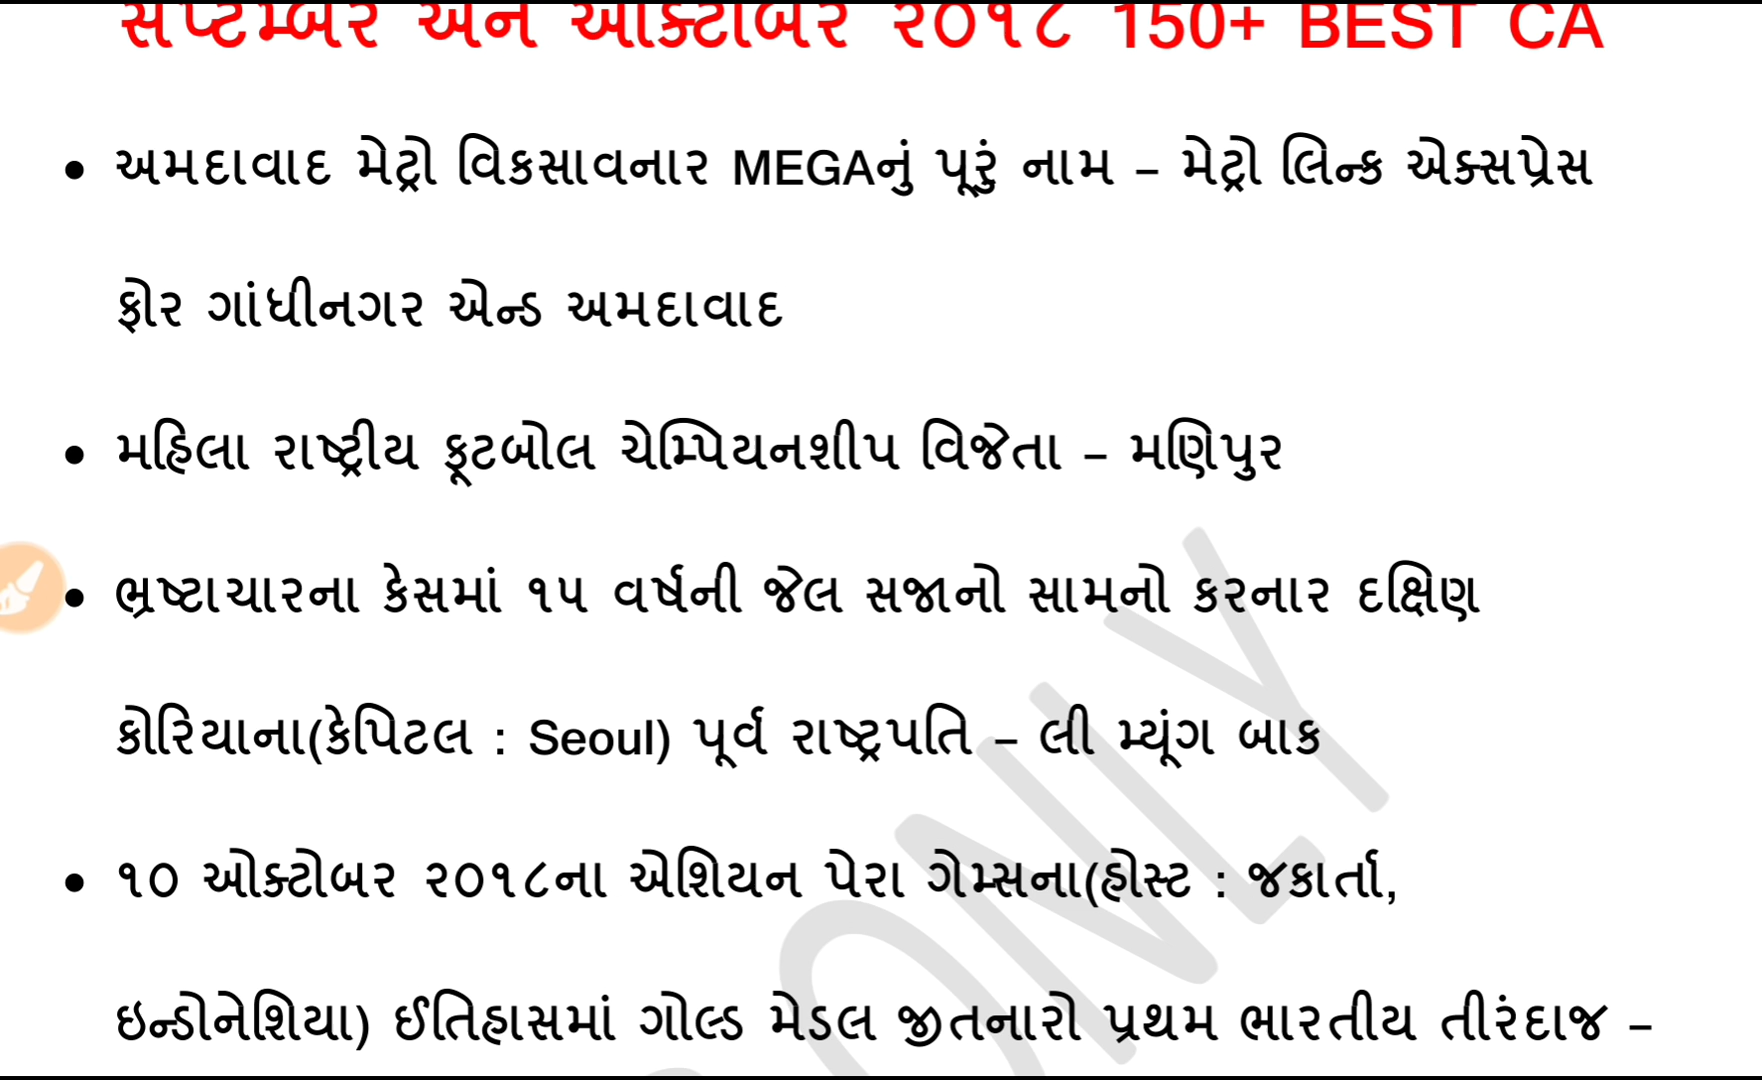 સપ્ટેમ્બર અને ઓક્ટોબર ૨૦૧૮ 150+ BEST CA
• અમદાવાદ મેટ્રો વિકસાવનાર MEGAનું પૂરું નામ – મેટ્રો લિન્ક એક્સપ્રેસ
ફોર ગાંધીનગર એન્ડ અમદાવાદ
• મહિલા રાષ્ટ્રીય ફૂટબોલ ચેમ્પિયનશીપ વિજેતા – મણિપુર
• ભ્રષ્ટાચારના કેસમાં ૧૫ વર્ષની જેલ સજાનો સામનો કરનાર દક્ષિણ
કોરિયાના(કેપિટલ : Seoul) પૂર્વ રાષ્ટ્રપતિ – લી મ્યૂંગ બાક
• ૧૦ ઓક્ટોબર ૨૦૧૮ના એશિયન પેરા ગેમ્સના(હોસ્ટ : જકાર્તા,
ઇન્ડોનેશિયા) ઈતિહાસમાં ગોલ્ડ મેડલ જીતનારો પ્રથમ ભારતીય તીરંદાજ –
ONLY